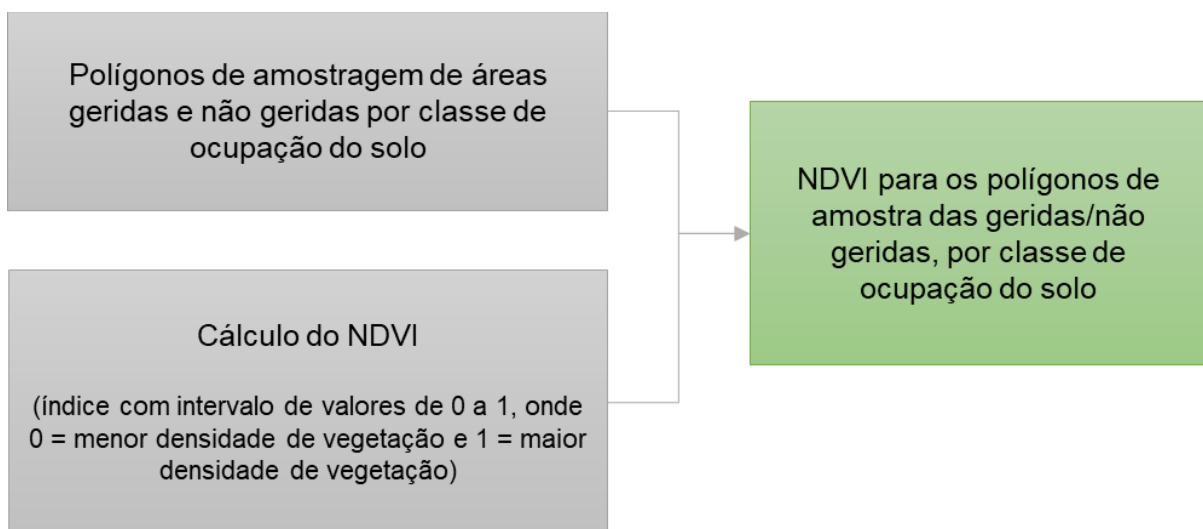 Polígonos de amostragem de áreas
geridas e não geridas por classe de
ocupação do solo
Cálculo do NDVI
(índice com intervalo de valores de 0 a 1, onde
0 = menor densidade de vegetação e 1 = maior
densidade de vegetação)
NDVI para os polígonos de
amostra das geridas/não
geridas, por classe de
ocupação do solo